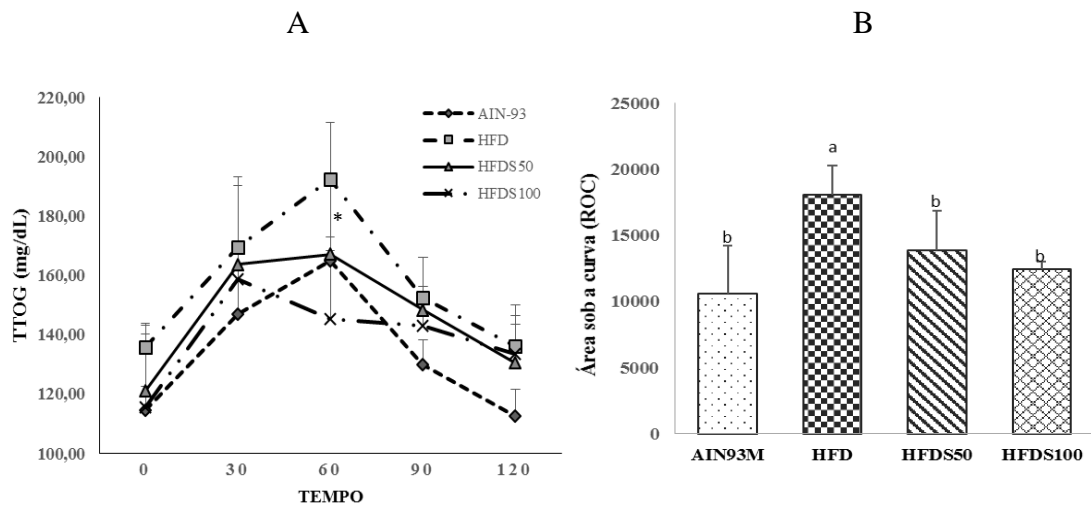 A
B
220,00
200,00
180,00
160,00
140,00
120,00
100,00
TTOG (mg/dL)
AIN-93
HFD
HFDS50
HFDS100
*
0 30 60 90 120
TEMPO
25000
20000
15000
10000
5000
0
Área sob a curva (ROC)
b
a
b
b
AIN93M HFD HFDS50 HFDS100